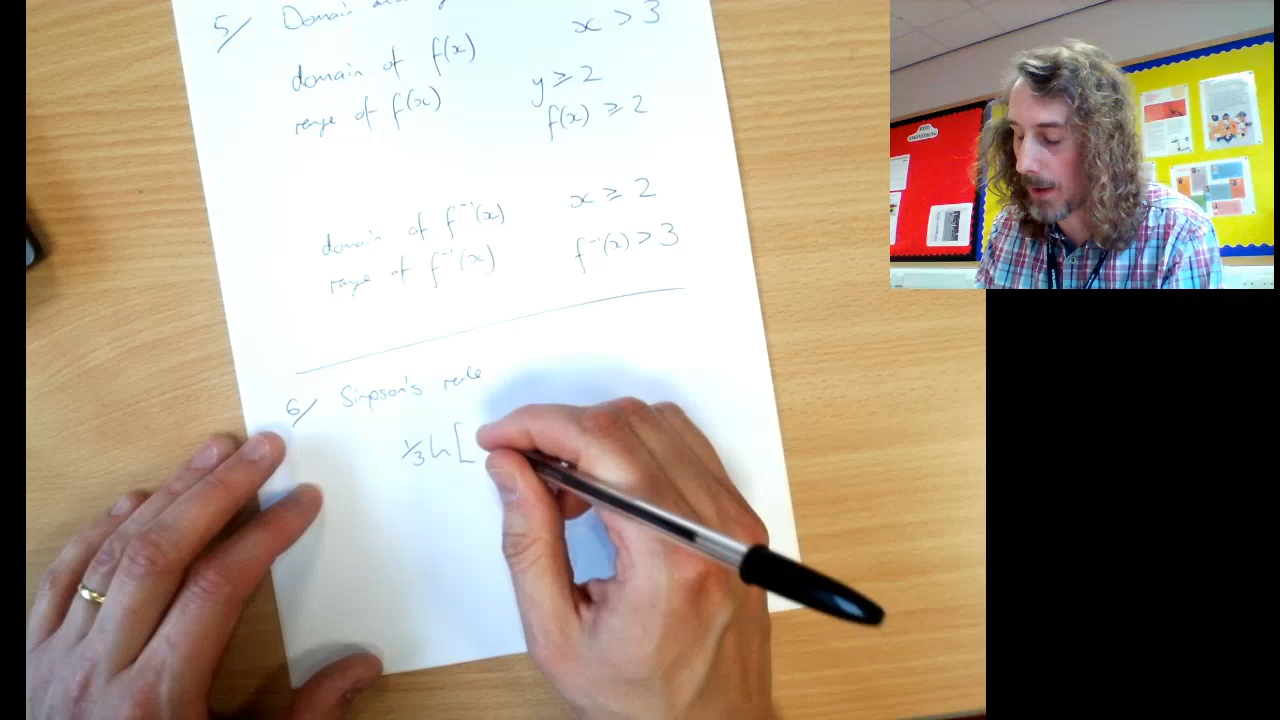 5/ Domain
x > 3
domain of f(x)
y ≥ 2
range of f(x)
f(x) ≥ 2
domain of f⁻¹(x) x ≥ 2
range of f⁻¹(x) f⁻¹(x) > 3
6/ Simpson's rule
⅓h[